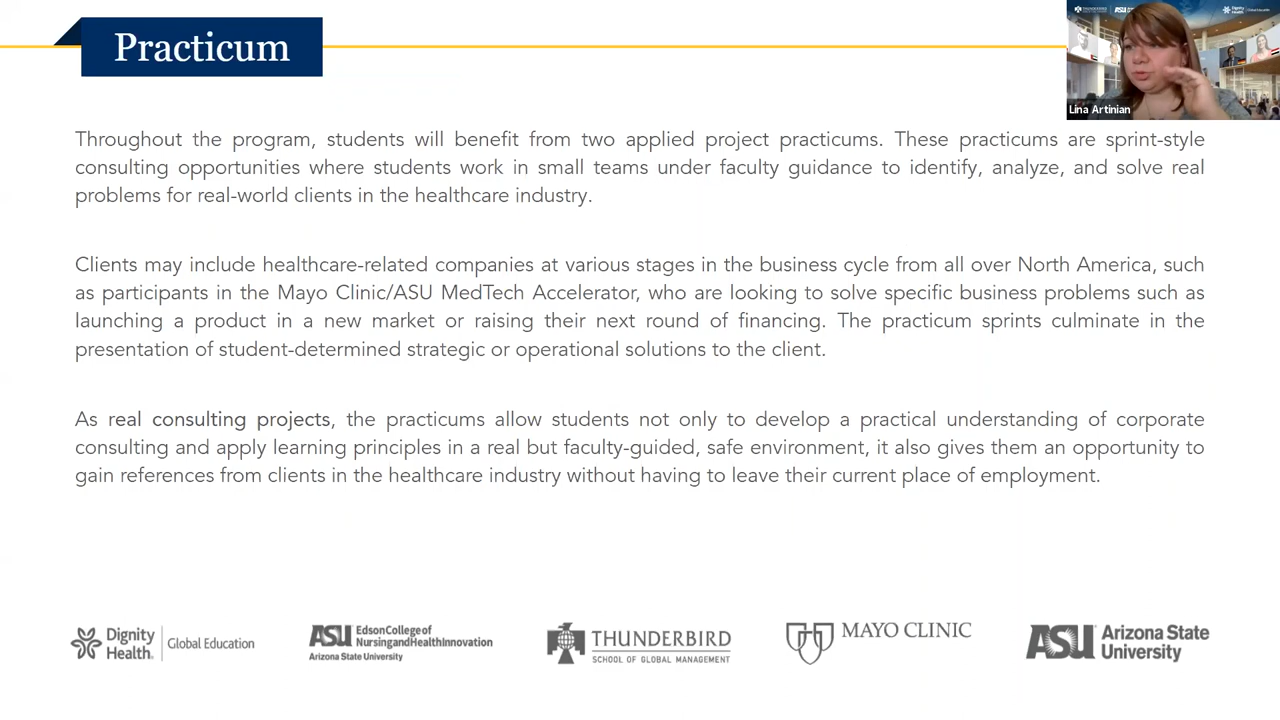 Practicum
THUNDERBIRD
ASU
Dignity Health
Global Education
Lina Artinian
Throughout the program, students will benefit from two applied project practicums. These practicums are sprint-style
consulting opportunities where students work in small teams under faculty guidance to identify, analyze, and solve real
problems for real-world clients in the healthcare industry.
Clients may include healthcare-related companies at various stages in the business cycle from all over North America, such
as participants in the Mayo Clinic/ASU MedTech Accelerator, who are looking to solve specific business problems such as
launching a product in a new market or raising their next round of financing. The practicum sprints culminate in the
presentation of student-determined strategic or operational solutions to the client.
As real consulting projects, the practicums allow students not only to develop a practical understanding of corporate
consulting and apply learning principles in a real but faculty-guided, safe environment, it also gives them an opportunity to
gain references from clients in the healthcare industry without having to leave their current place of employment.
Dignity Health. Global Education
ASU Edson College of
Nursing and Health Innovation
Arizona State University
THUNDERBIRD
SCHOOL OF GLOBAL MANAGEMENT
MAYO CLINIC
ASU Arizona State
University